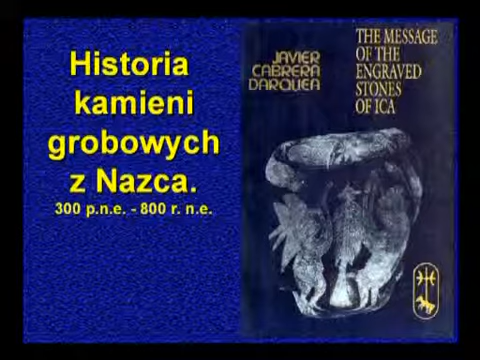 Historia
kamieni
grobowych
z Nazca.
300 p.n.e. - 800 r. n.e.
JAVIER
CABRERA
DARQUEA
THE MESSAGE
OF THE
ENGRAVED
STONES
OF ICA